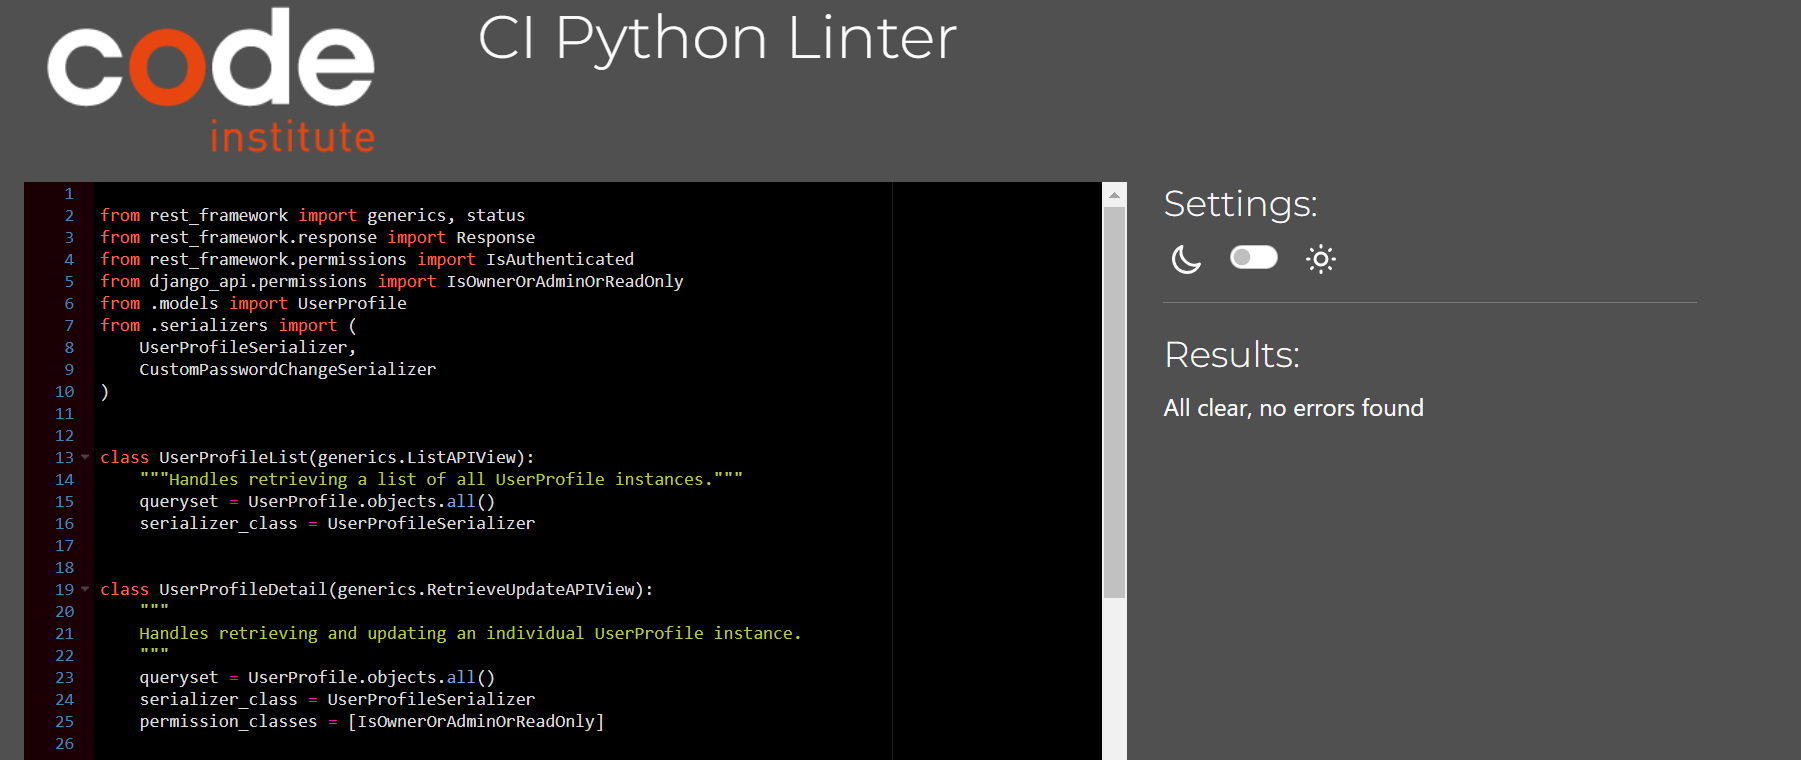 code
institute
CI Python Linter
1
2 from rest_framework import generics, status
3 from rest_framework.response import Response
4 from rest_framework.permissions import IsAuthenticated
5 from django_api.permissions import IsOwnerOrAdminOrReadOnly
6 from .models import UserProfile
7 from .serializers import (
8     UserProfileSerializer,
9     CustomPasswordChangeSerializer
10 )
11
12
13 class UserProfileList(generics.ListAPIView):
14     """Handles retrieving a list of all UserProfile instances."""
15     queryset = UserProfile.objects.all()
16     serializer_class = UserProfileSerializer
17
18
19 class UserProfileDetail(generics.RetrieveUpdateAPIView):
20     """
21     Handles retrieving and updating an individual UserProfile instance.
22     """
23     queryset = UserProfile.objects.all()
24     serializer_class = UserProfileSerializer
25     permission_classes = [IsOwnerOrAdminOrReadOnly]
26
Settings:
Results:
All clear, no errors found